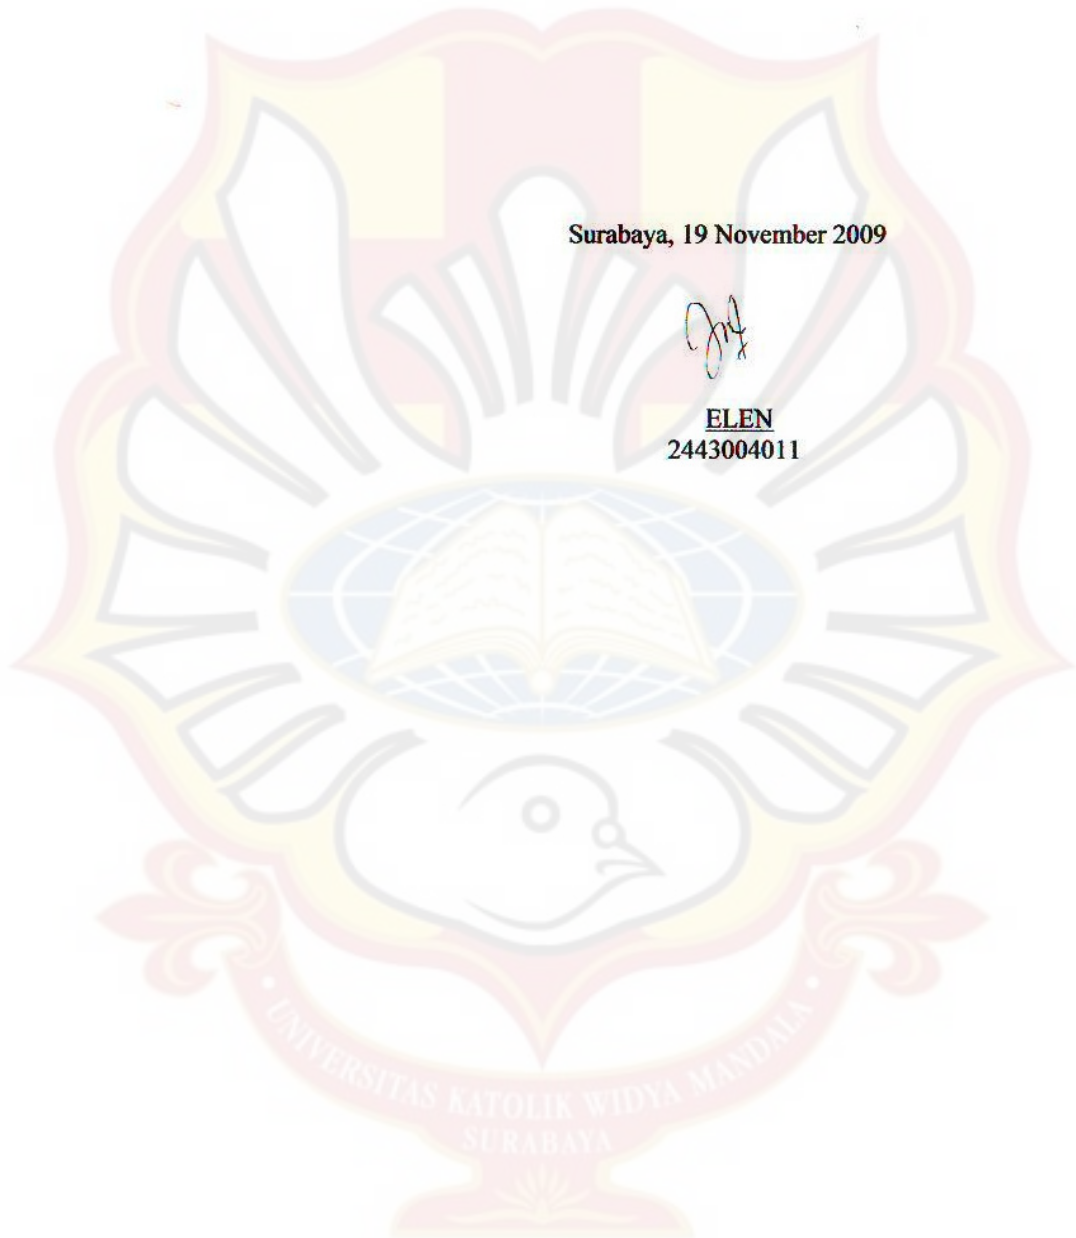 Surabaya, 19 November 2009
ELEN
2443004011
UNIVERSITAS KATOLIK WIDYA MANDALA
SURABAYA